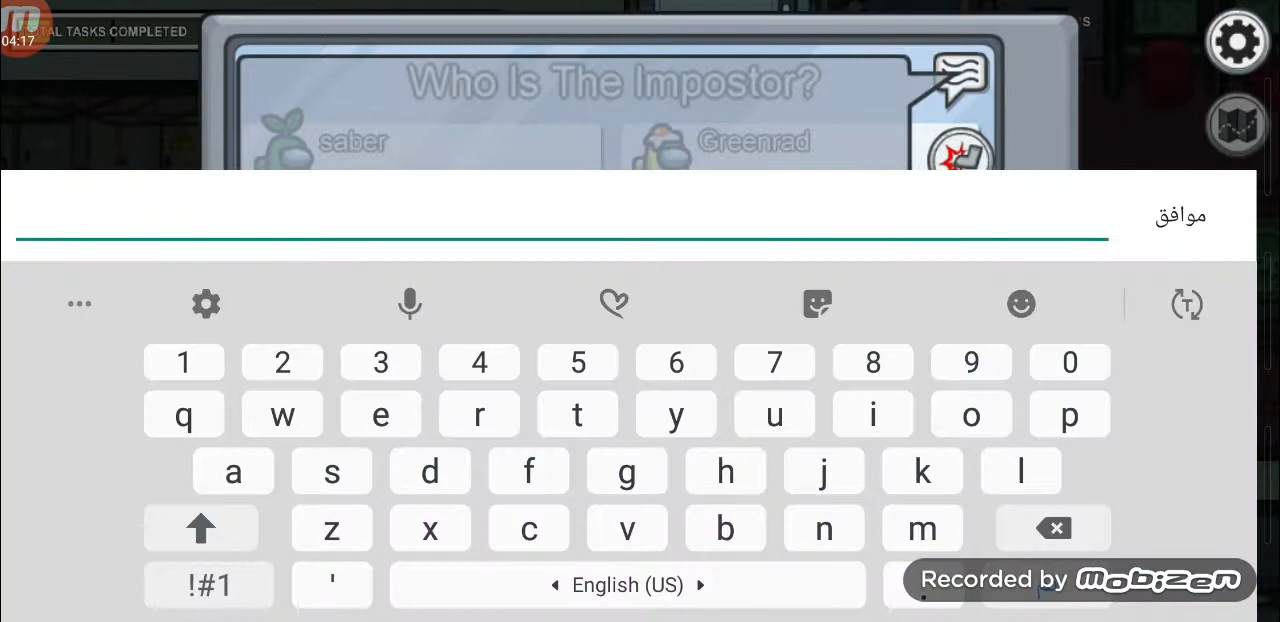 TOTAL TASKS COMPLETED
04:17
Who Is The Impostor?
saber
Greenrad
موافق
1 2 3 4 5 6 7 8 9 0
q w e r t y u i o p
a s d f g h j k l
z x c v b n m
!#1 ' English (US) .
Recorded by mobizen